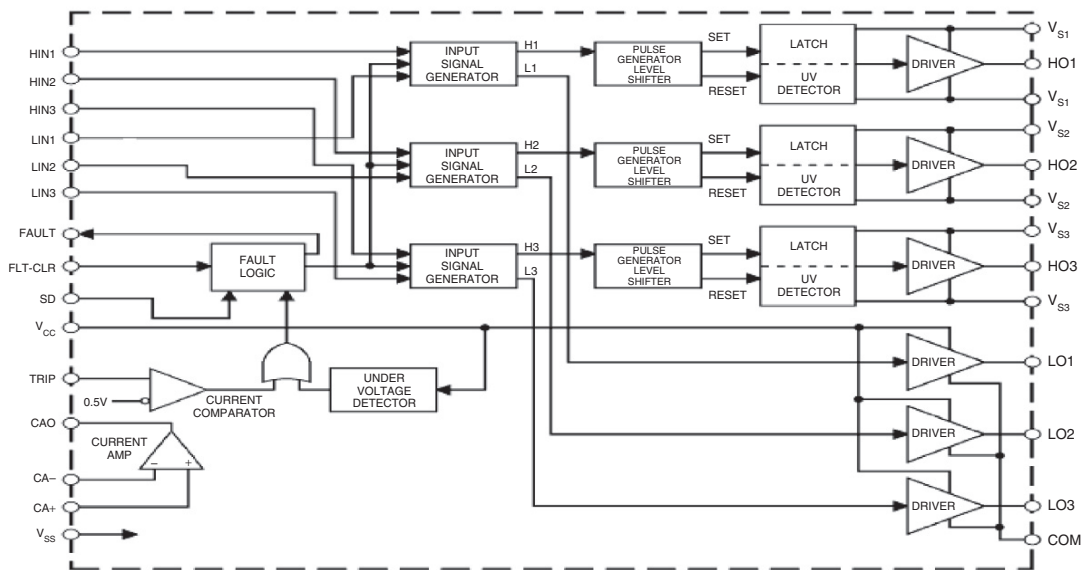 HIN1
HIN2
HIN3
LIN1
LIN2
LIN3
FAULT
FLT-CLR
SD
VCC
TRIP
0.5V
CAO
CA–
CA+
VSS
INPUT
SIGNAL
GENERATOR
H1
L1
PULSE
GENERATOR
LEVEL
SHIFTER
SET
RESET
LATCH
UV
DETECTOR
DRIVER
VS1
HO1
VS1
INPUT
SIGNAL
GENERATOR
H2
L2
PULSE
GENERATOR
LEVEL
SHIFTER
SET
RESET
LATCH
UV
DETECTOR
DRIVER
VS2
HO2
VS2
FAULT
LOGIC
INPUT
SIGNAL
GENERATOR
H3
L3
PULSE
GENERATOR
LEVEL
SHIFTER
SET
RESET
LATCH
UV
DETECTOR
DRIVER
VS3
HO3
VS3
CURRENT
COMPARATOR
UNDER
VOLTAGE
DETECTOR
CURRENT
AMP
–
+
DRIVER
LO1
DRIVER
LO2
DRIVER
LO3
COM